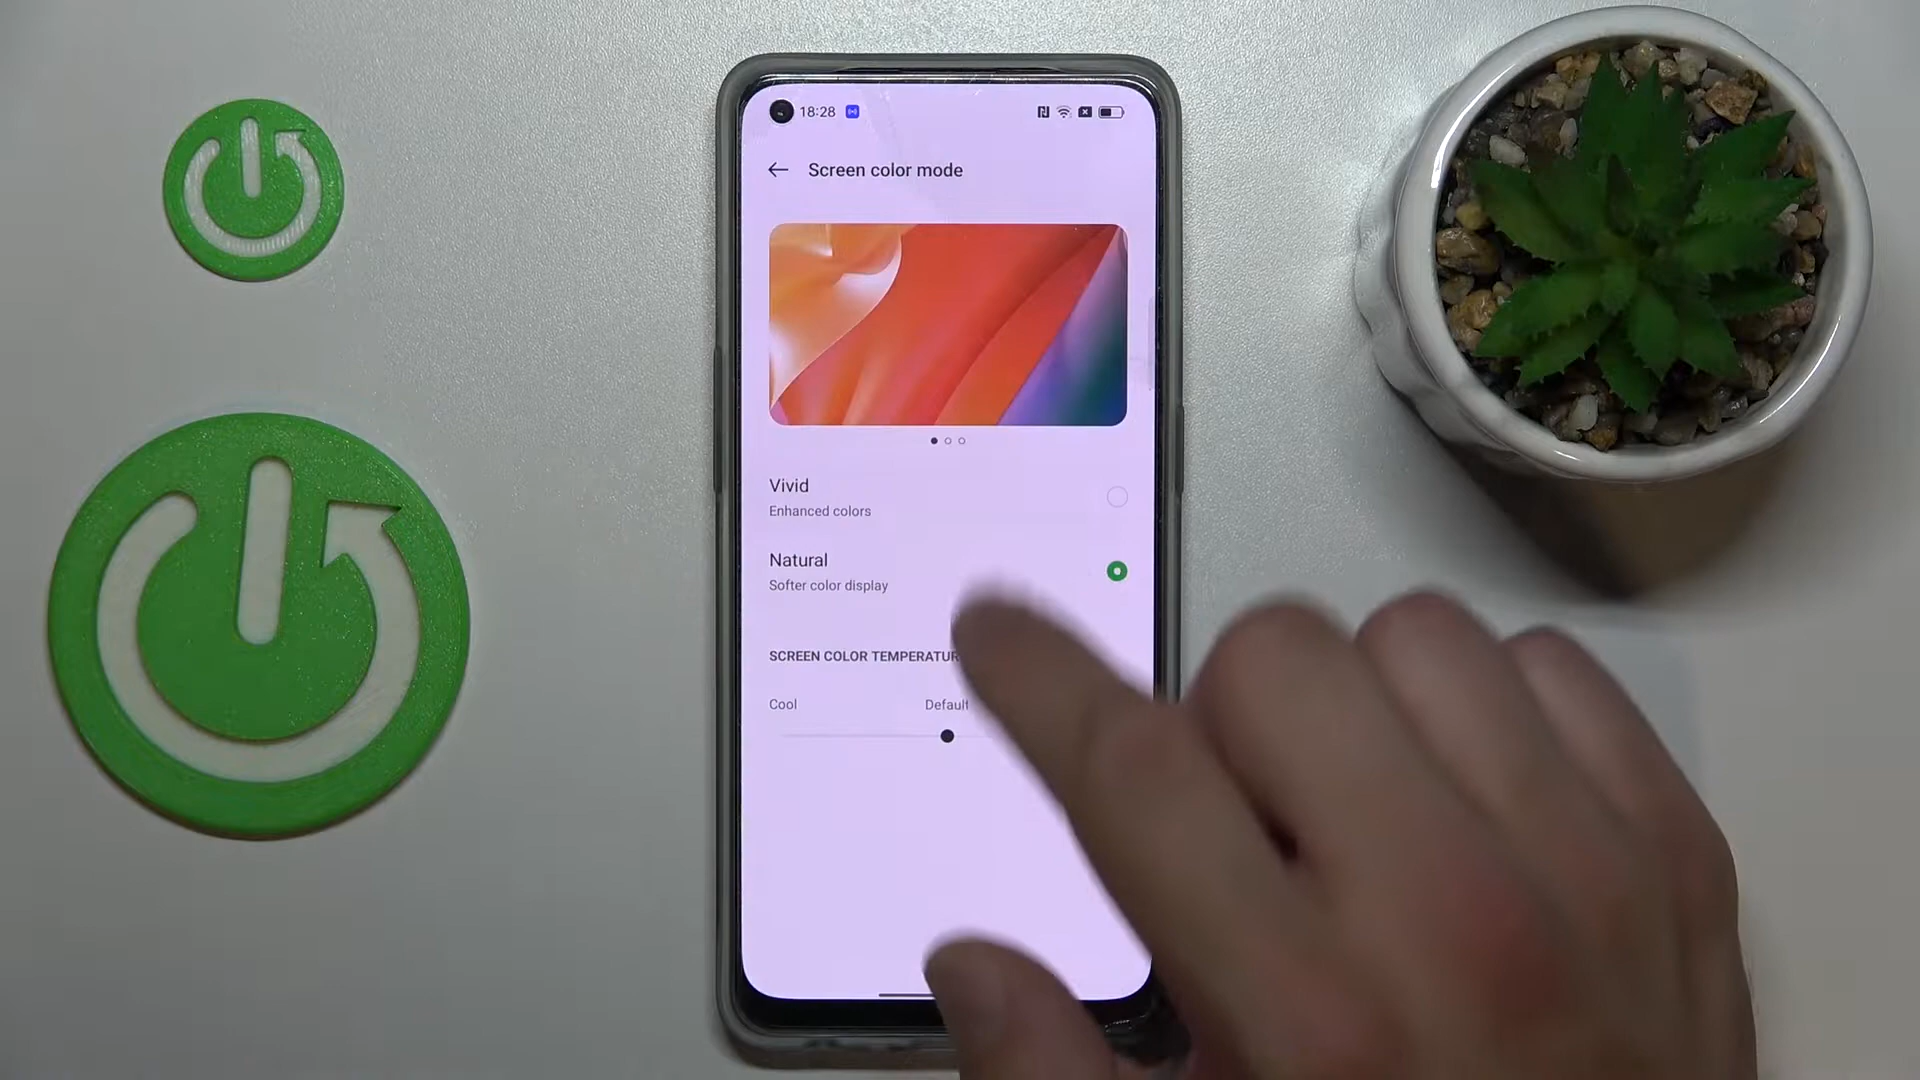 18:28
Screen color mode
Vivid
Enhanced colors
Natural
Softer color display
SCREEN COLOR TEMPERATUR
Cool Default